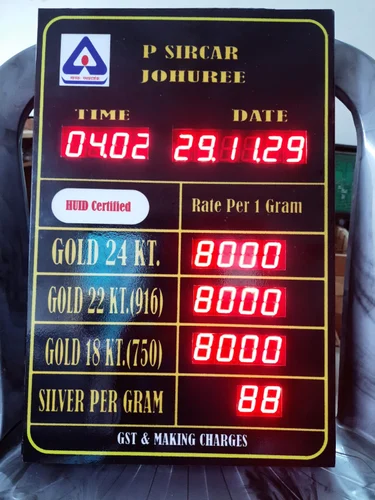 P SIRCAR
JOHUREE
TIME DATE
04.02 29.11.29
HUID Certified Rate Per 1 Gram
GOLD 24 KT. 8000
GOLD 22 KT.(916) 8000
GOLD 18 KT.(750) 8000
SILVER PER GRAM 88
GST & MAKING CHARGES